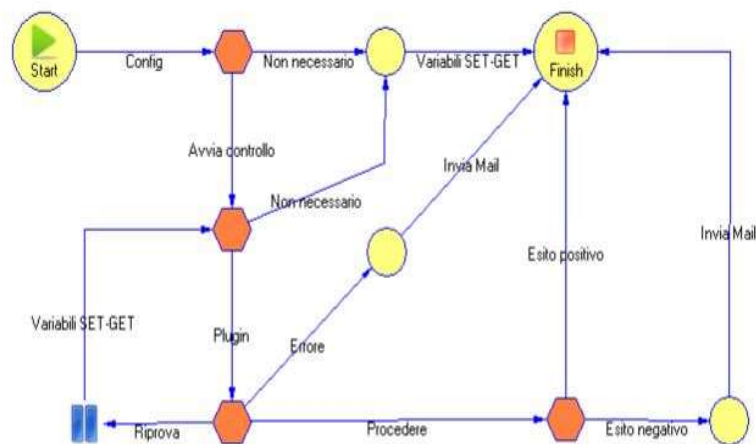 Config
Non necessario
Variabili SET-GET
Start
Finish
Avvia controllo
Invia Mail
Non necessario
Invia Mail
Esito positivo
Variabili SET-GET
Plugin
Errore
Riprova
Procedere
Esito negativo